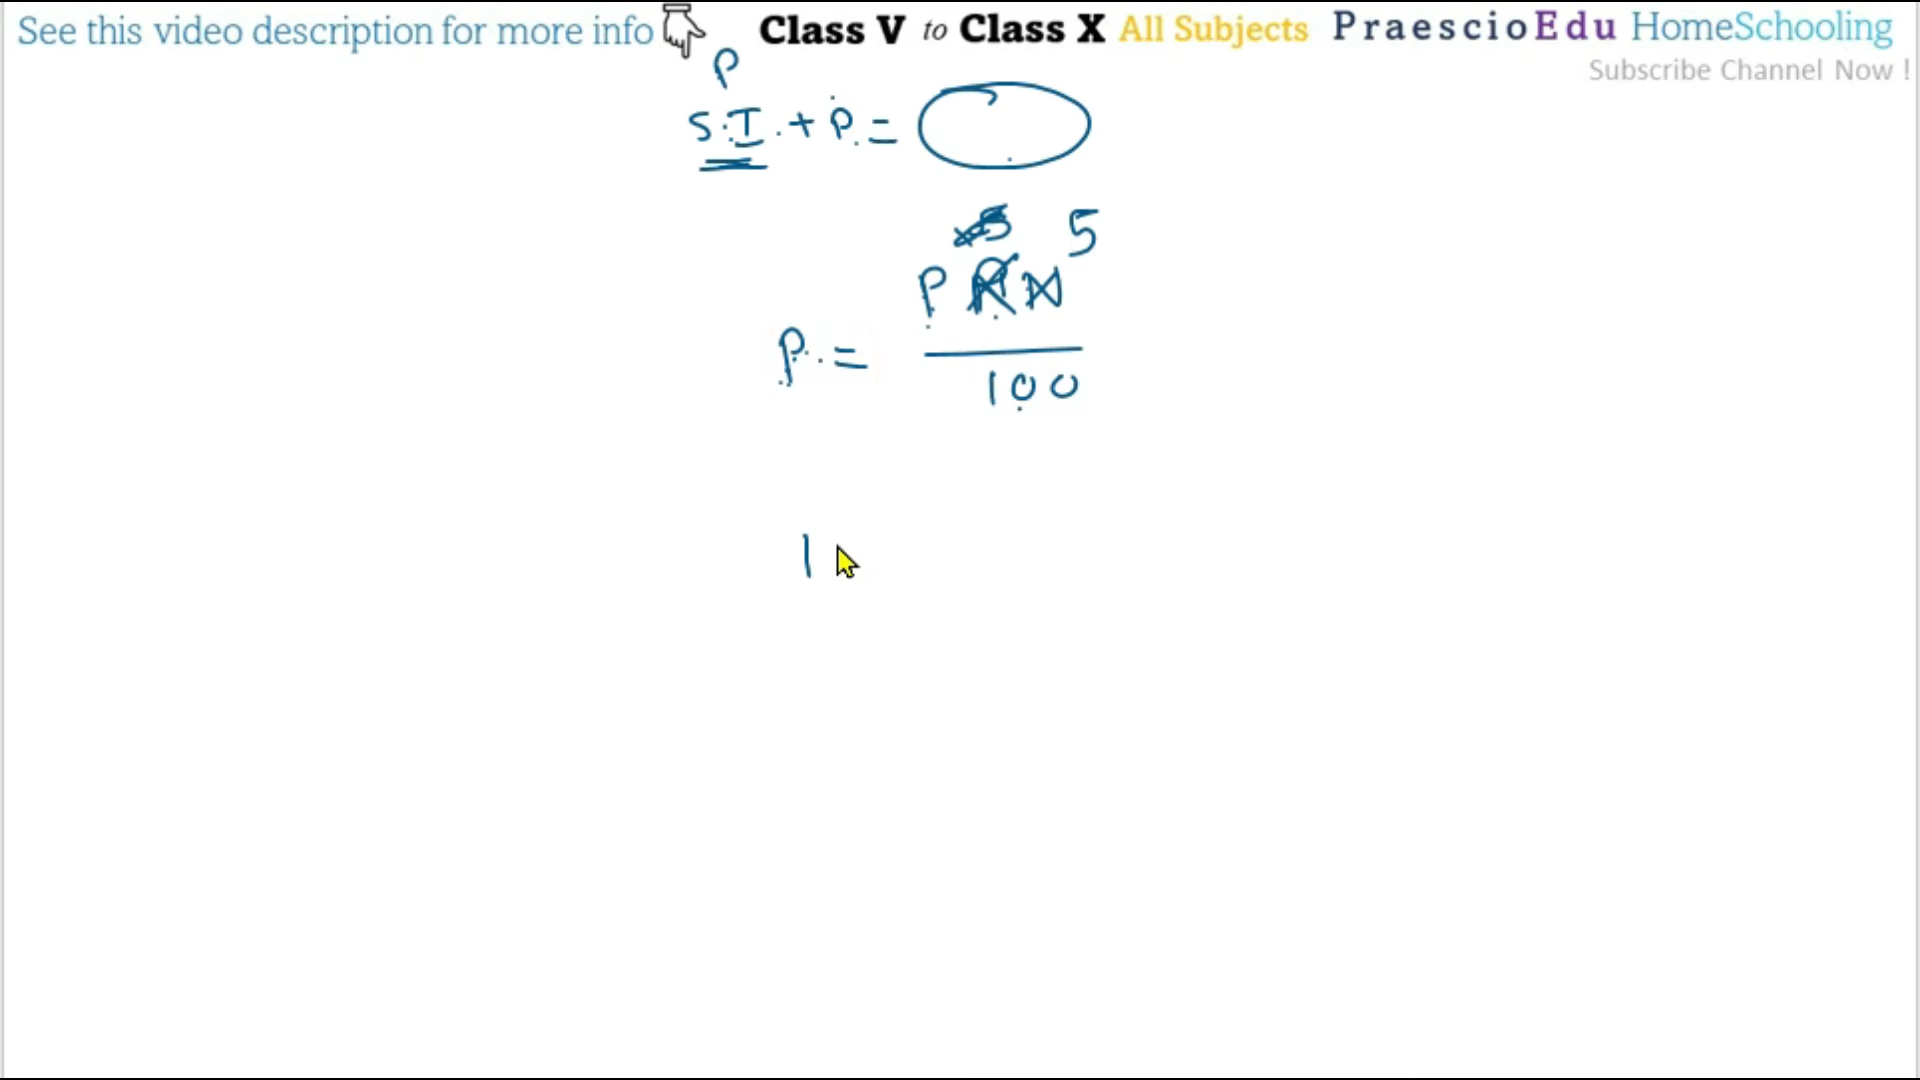 See this video description for more info Class V to Class X All Subjects PraescioEdu HomeSchooling
Subscribe Channel Now !
P
S.I. + P =
5
P R N
P =
100
1